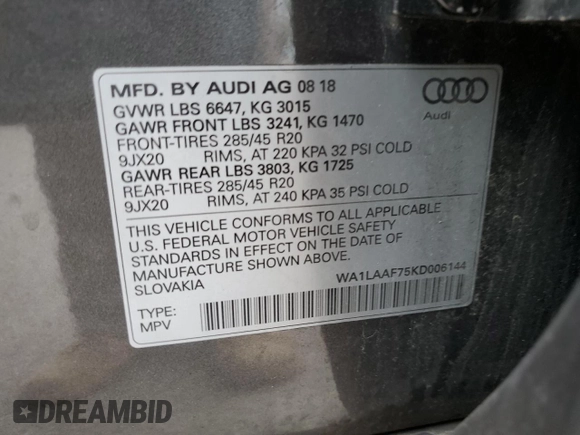 MFD. BY AUDI AG 08 18
GVWR LBS 6647, KG 3015
GAWR FRONT LBS 3241, KG 1470
FRONT-TIRES 285/45 R20
9JX20 RIMS, AT 220 KPA 32 PSI COLD
GAWR REAR LBS 3803, KG 1725
REAR-TIRES 285/45 R20
9JX20 RIMS, AT 240 KPA 35 PSI COLD
Audi
THIS VEHICLE CONFORMS TO ALL APPLICABLE
U.S. FEDERAL MOTOR VEHICLE SAFETY
STANDARDS IN EFFECT ON THE DATE OF
MANUFACTURE SHOWN ABOVE.
SLOVAKIA
WA1LAAF75KD006144
TYPE:
MPV
DREAMBID